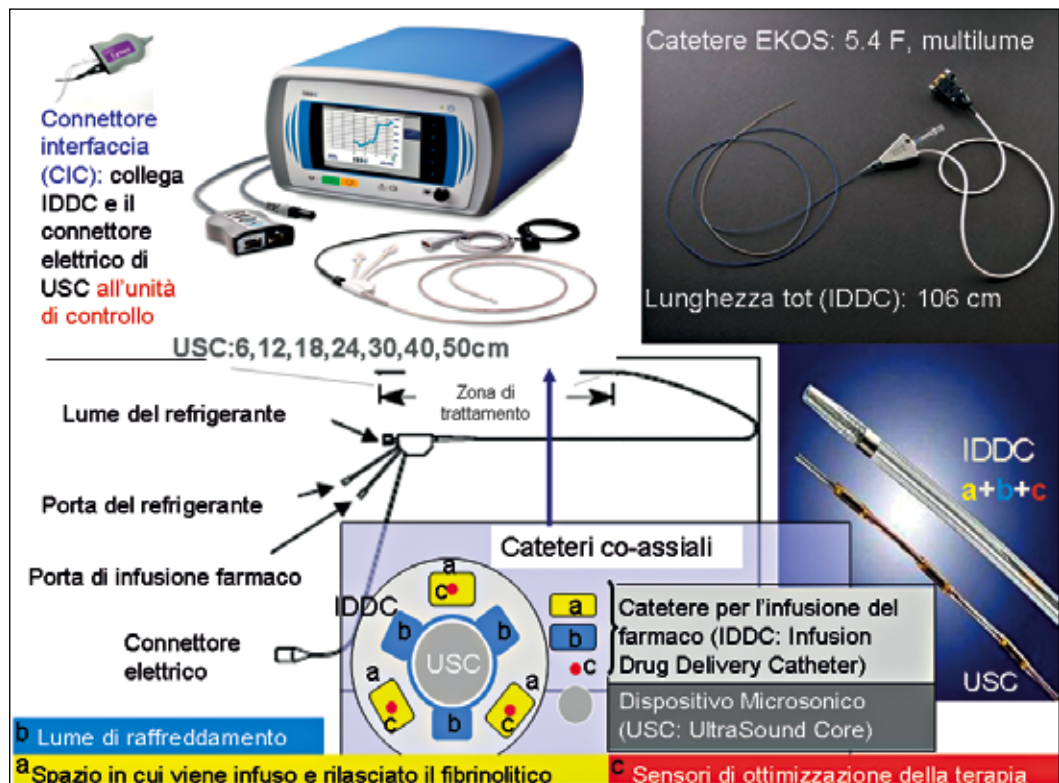 Connettore
interfaccia
(CIC): collega
IDDC e il
connettore
elettrico di
USC all'unità
di controllo
Catetere EKOS: 5.4 F, multilume
Lunghezza tot (IDDC): 106 cm
USC:6,12,18,24,30,40,50cm
Zona di
trattamento
Lume del refrigerante
Porta del refrigerante
Porta di infusione farmaco
Connettore
elettrico
IDDC
a+b+c
USC
Cateteri co-assiali
IDDC
a
c
b
b
USC
a
c
b
a
c
a
b
c
Catetere per l'infusione del
farmaco (IDDC: Infusion
Drug Delivery Catheter)
Dispositivo Microsonico
(USC: UltraSound Core)
b Lume di raffreddamento
a Spazio in cui viene infuso e rilasciato il fibrinolitico
c Sensori di ottimizzazione della terapia